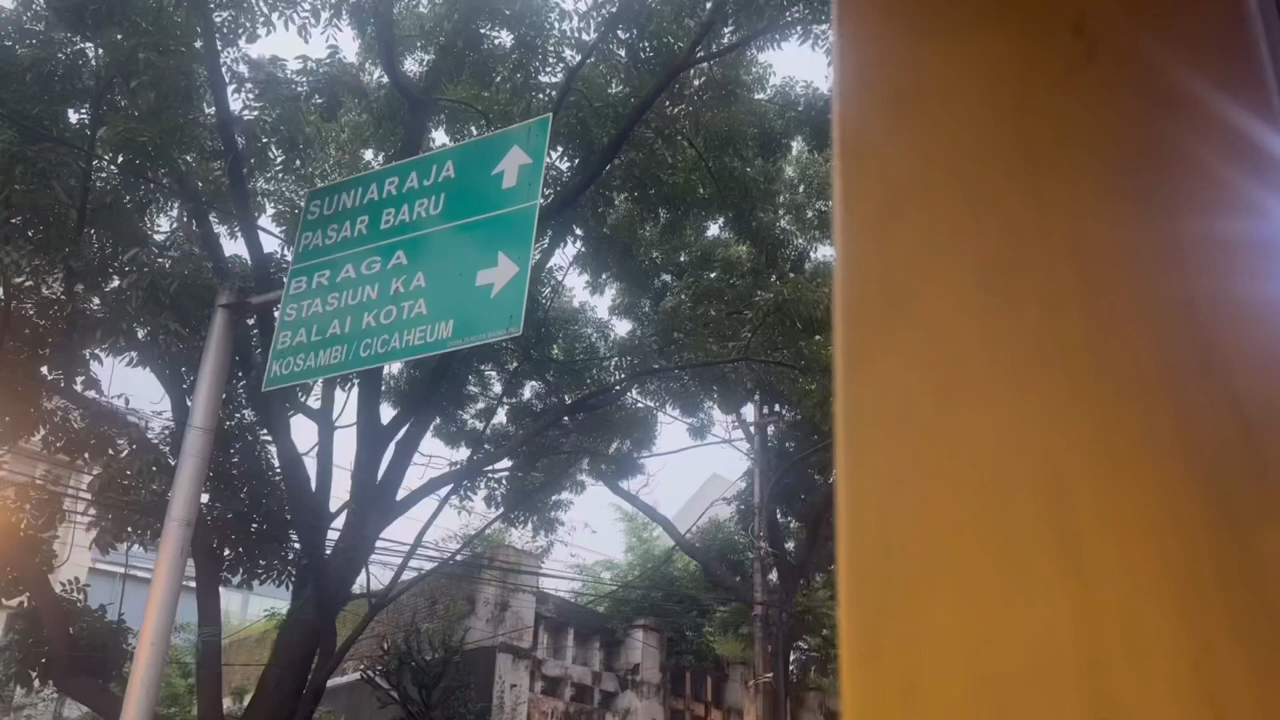 SUNIARAJA
PASAR BARU
BRAGA
STASIUN KA
BALAI KOTA
KOSAMBI / CICAHEUM